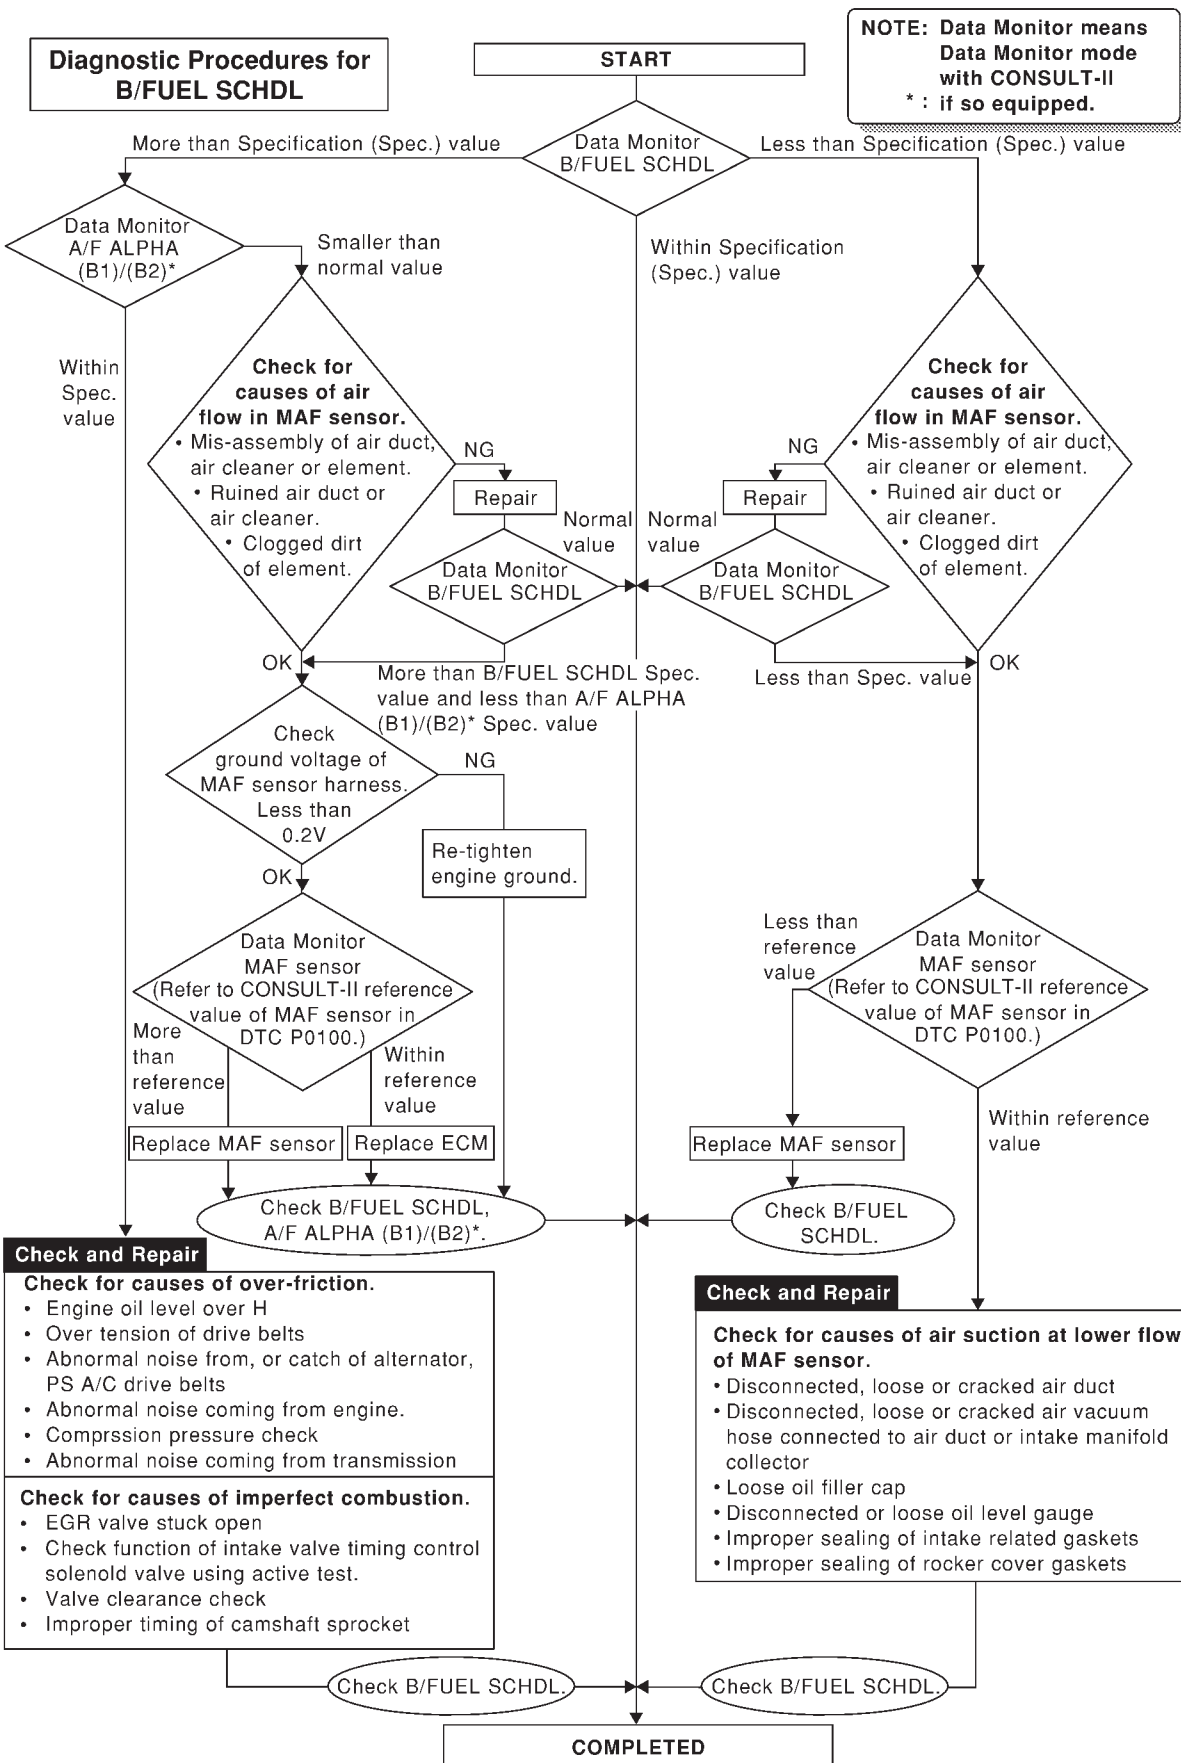 Diagnostic Procedures for
B/FUEL SCHDL
START
NOTE: Data Monitor means
Data Monitor mode
with CONSULT-II
* : if so equipped.
More than Specification (Spec.) value
Data Monitor
B/FUEL SCHDL
Less than Specification (Spec.) value
Data Monitor
A/F ALPHA
(B1)/(B2)*
Smaller than
normal value
Within Specification
(Spec.) value
Within
Spec.
value
Check for
causes of air
flow in MAF sensor.
• Mis-assembly of air duct,
air cleaner or element.
• Ruined air duct or
air cleaner.
• Clogged dirt
of element.
NG
Repair
Normal
value
Data Monitor
B/FUEL SCHDL
Check for
causes of air
flow in MAF sensor.
• Mis-assembly of air duct,
air cleaner or element.
• Ruined air duct or
air cleaner.
• Clogged dirt
of element.
NG
Repair
Normal
value
Data Monitor
B/FUEL SCHDL
OK
More than B/FUEL SCHDL Spec.
value and less than A/F ALPHA
(B1)/(B2)* Spec. value
Less than Spec. value
OK
Check
ground voltage of
MAF sensor harness.
Less than
0.2V
NG
Re-tighten
engine ground.
OK
Data Monitor
MAF sensor
(Refer to CONSULT-II reference
value of MAF sensor in
DTC P0100.)
More
than
reference
value
Within
reference
value
Replace MAF sensor
Replace ECM
Check B/FUEL SCHDL,
A/F ALPHA (B1)/(B2)*.
Less than
reference
value
Data Monitor
MAF sensor
(Refer to CONSULT-II reference
value of MAF sensor in
DTC P0100.)
Within reference
value
Replace MAF sensor
Check B/FUEL
SCHDL.
Check and Repair
Check for causes of over-friction.
• Engine oil level over H
• Over tension of drive belts
• Abnormal noise from, or catch of alternator,
PS A/C drive belts
• Abnormal noise coming from engine.
• Comprssion pressure check
• Abnormal noise coming from transmission
Check for causes of imperfect combustion.
• EGR valve stuck open
• Check function of intake valve timing control
solenold valve using active test.
• Valve clearance check
• Improper timing of camshaft sprocket
Check and Repair
Check for causes of air suction at lower flow
of MAF sensor.
• Disconnected, loose or cracked air duct
• Disconnected, loose or cracked air vacuum
hose connected to air duct or intake manifold
collector
• Loose oil filler cap
• Disconnected or loose oil level gauge
• Improper sealing of intake related gaskets
• Improper sealing of rocker cover gaskets
Check B/FUEL SCHDL.
Check B/FUEL SCHDL.
COMPLETED